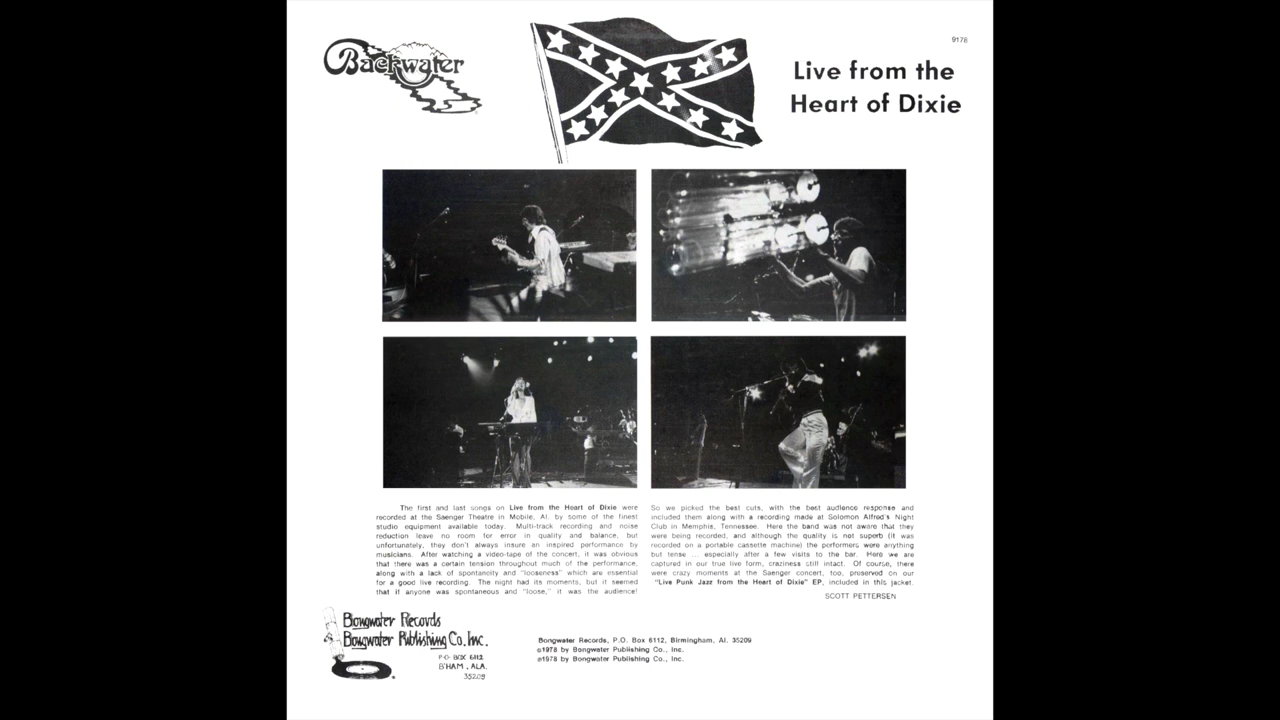 Backwater
9178
Live from the
Heart of Dixie
The first and last songs on Live from the Heart of Dixie were
recorded at the Saenger Theatre in Mobile, Al. by some of the finest
studio equipment available today. Multi-track recording and noise
reduction leave no room for error in quality and balance, but
unfortunately, they don't always insure an inspired performance by
musicians. After watching a video-tape of the concert, it was obvious
that there was a certain tension throughout much of the performance,
along with a lack of spontancity and "looseness" which are essential
for a good live recording. The night had its moments, but it seemed
that if anyone was spontaneous and "loose," it was the audience!
So we picked the best cuts, with the best audience response and
included them along with a recording made at Solomon Alfred's Night
Club in Memphis, Tennessee. Here the band was not aware that they
were being recorded, and although the quality is not superb (it was
recorded on a portable cassette machine) the performers were anything
but tense ... especially after a few visits to the bar. Here we are
captured in our true live form, craziness still intact. Of course, there
were crazy moments at the Saenger concert, too, preserved on our
"Live Punk Jazz from the Heart of Dixie" EP, included in this jacket.
SCOTT PETTERSEN
Bongwater Records
Bongwater Publishing Co. Inc.
P.O. BOX 6112
B'HAM, ALA.
35209
Bongwater Records, P.O. Box 6112, Birmingham, Al. 35209
©1978 by Bongwater Publishing Co., Inc.
℗1978 by Bongwater Publishing Co., Inc.